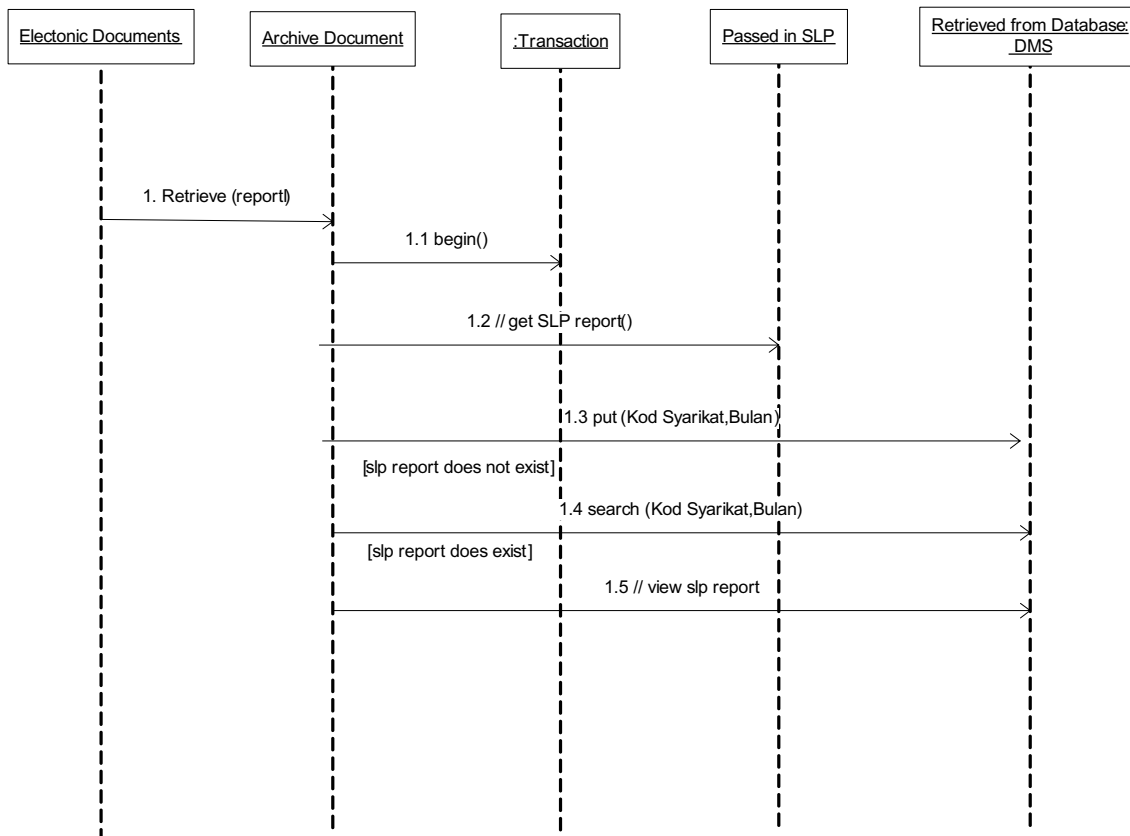 Electonic Documents
Archive Document
:Transaction
Passed in SLP
Retrieved from Database:
DMS
1. Retrieve (reportI)
1.1 begin()
1.2 // get SLP report()
1.3 put (Kod Syarikat,Bulan)
[slp report does not exist]
1.4 search (Kod Syarikat,Bulan)
[slp report does exist]
1.5 // view slp report